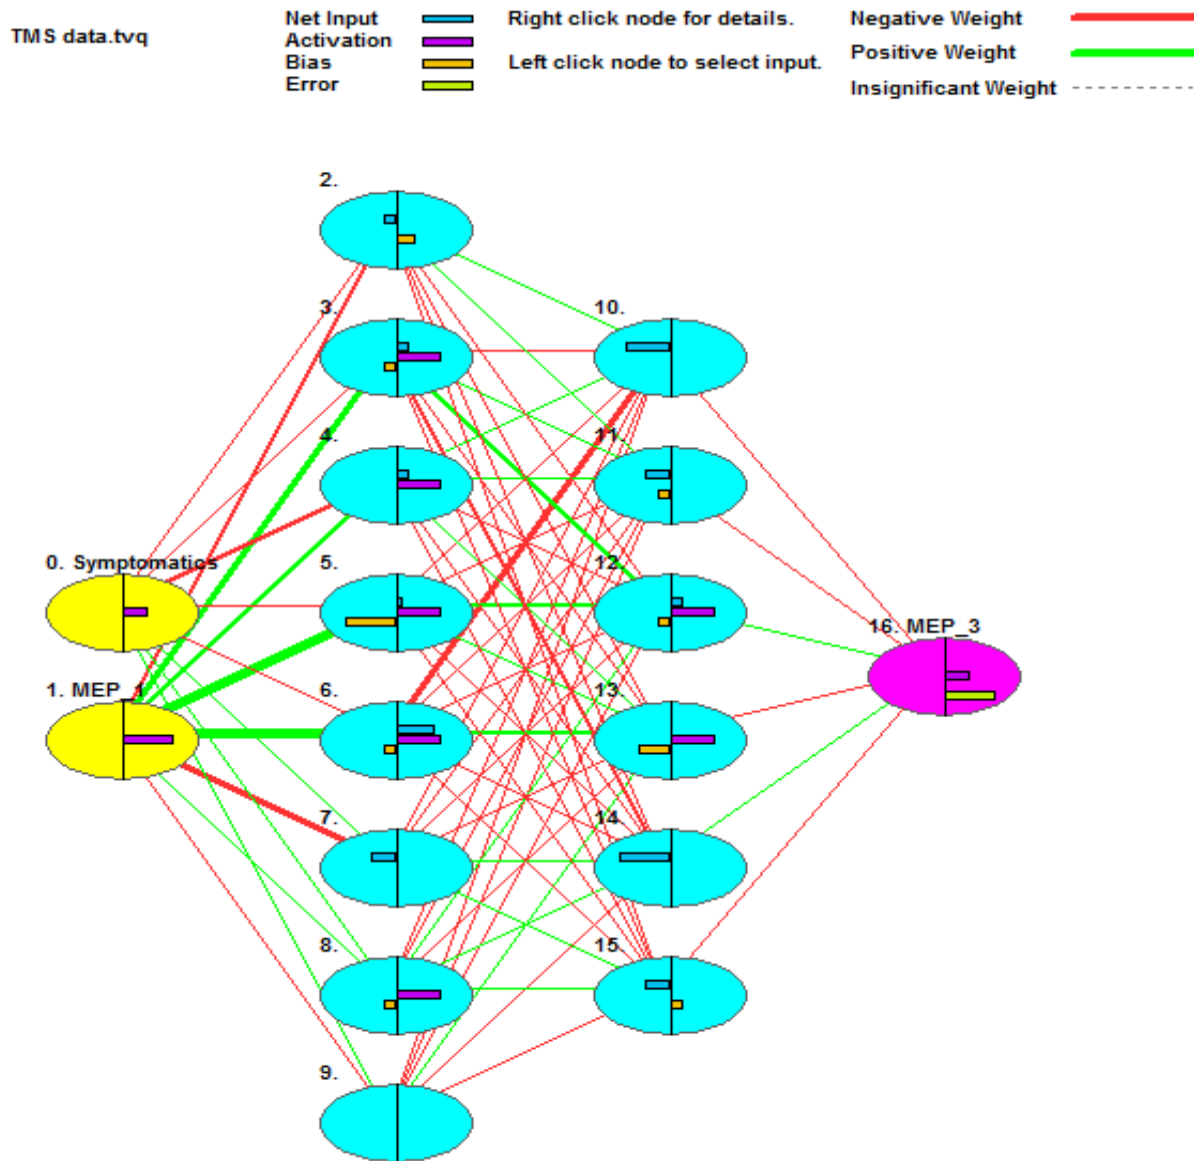 TMS data.tvq
Net Input
Activation
Bias
Error
Right click node for details.
Left click node to select input.
Negative Weight
Positive Weight
Insignificant Weight
2.
3.
10.
4.
11.
0. Symptomatics
5.
12.
16. MEP_3
1. MEP_1
6.
13.
7.
14.
8.
15.
9.